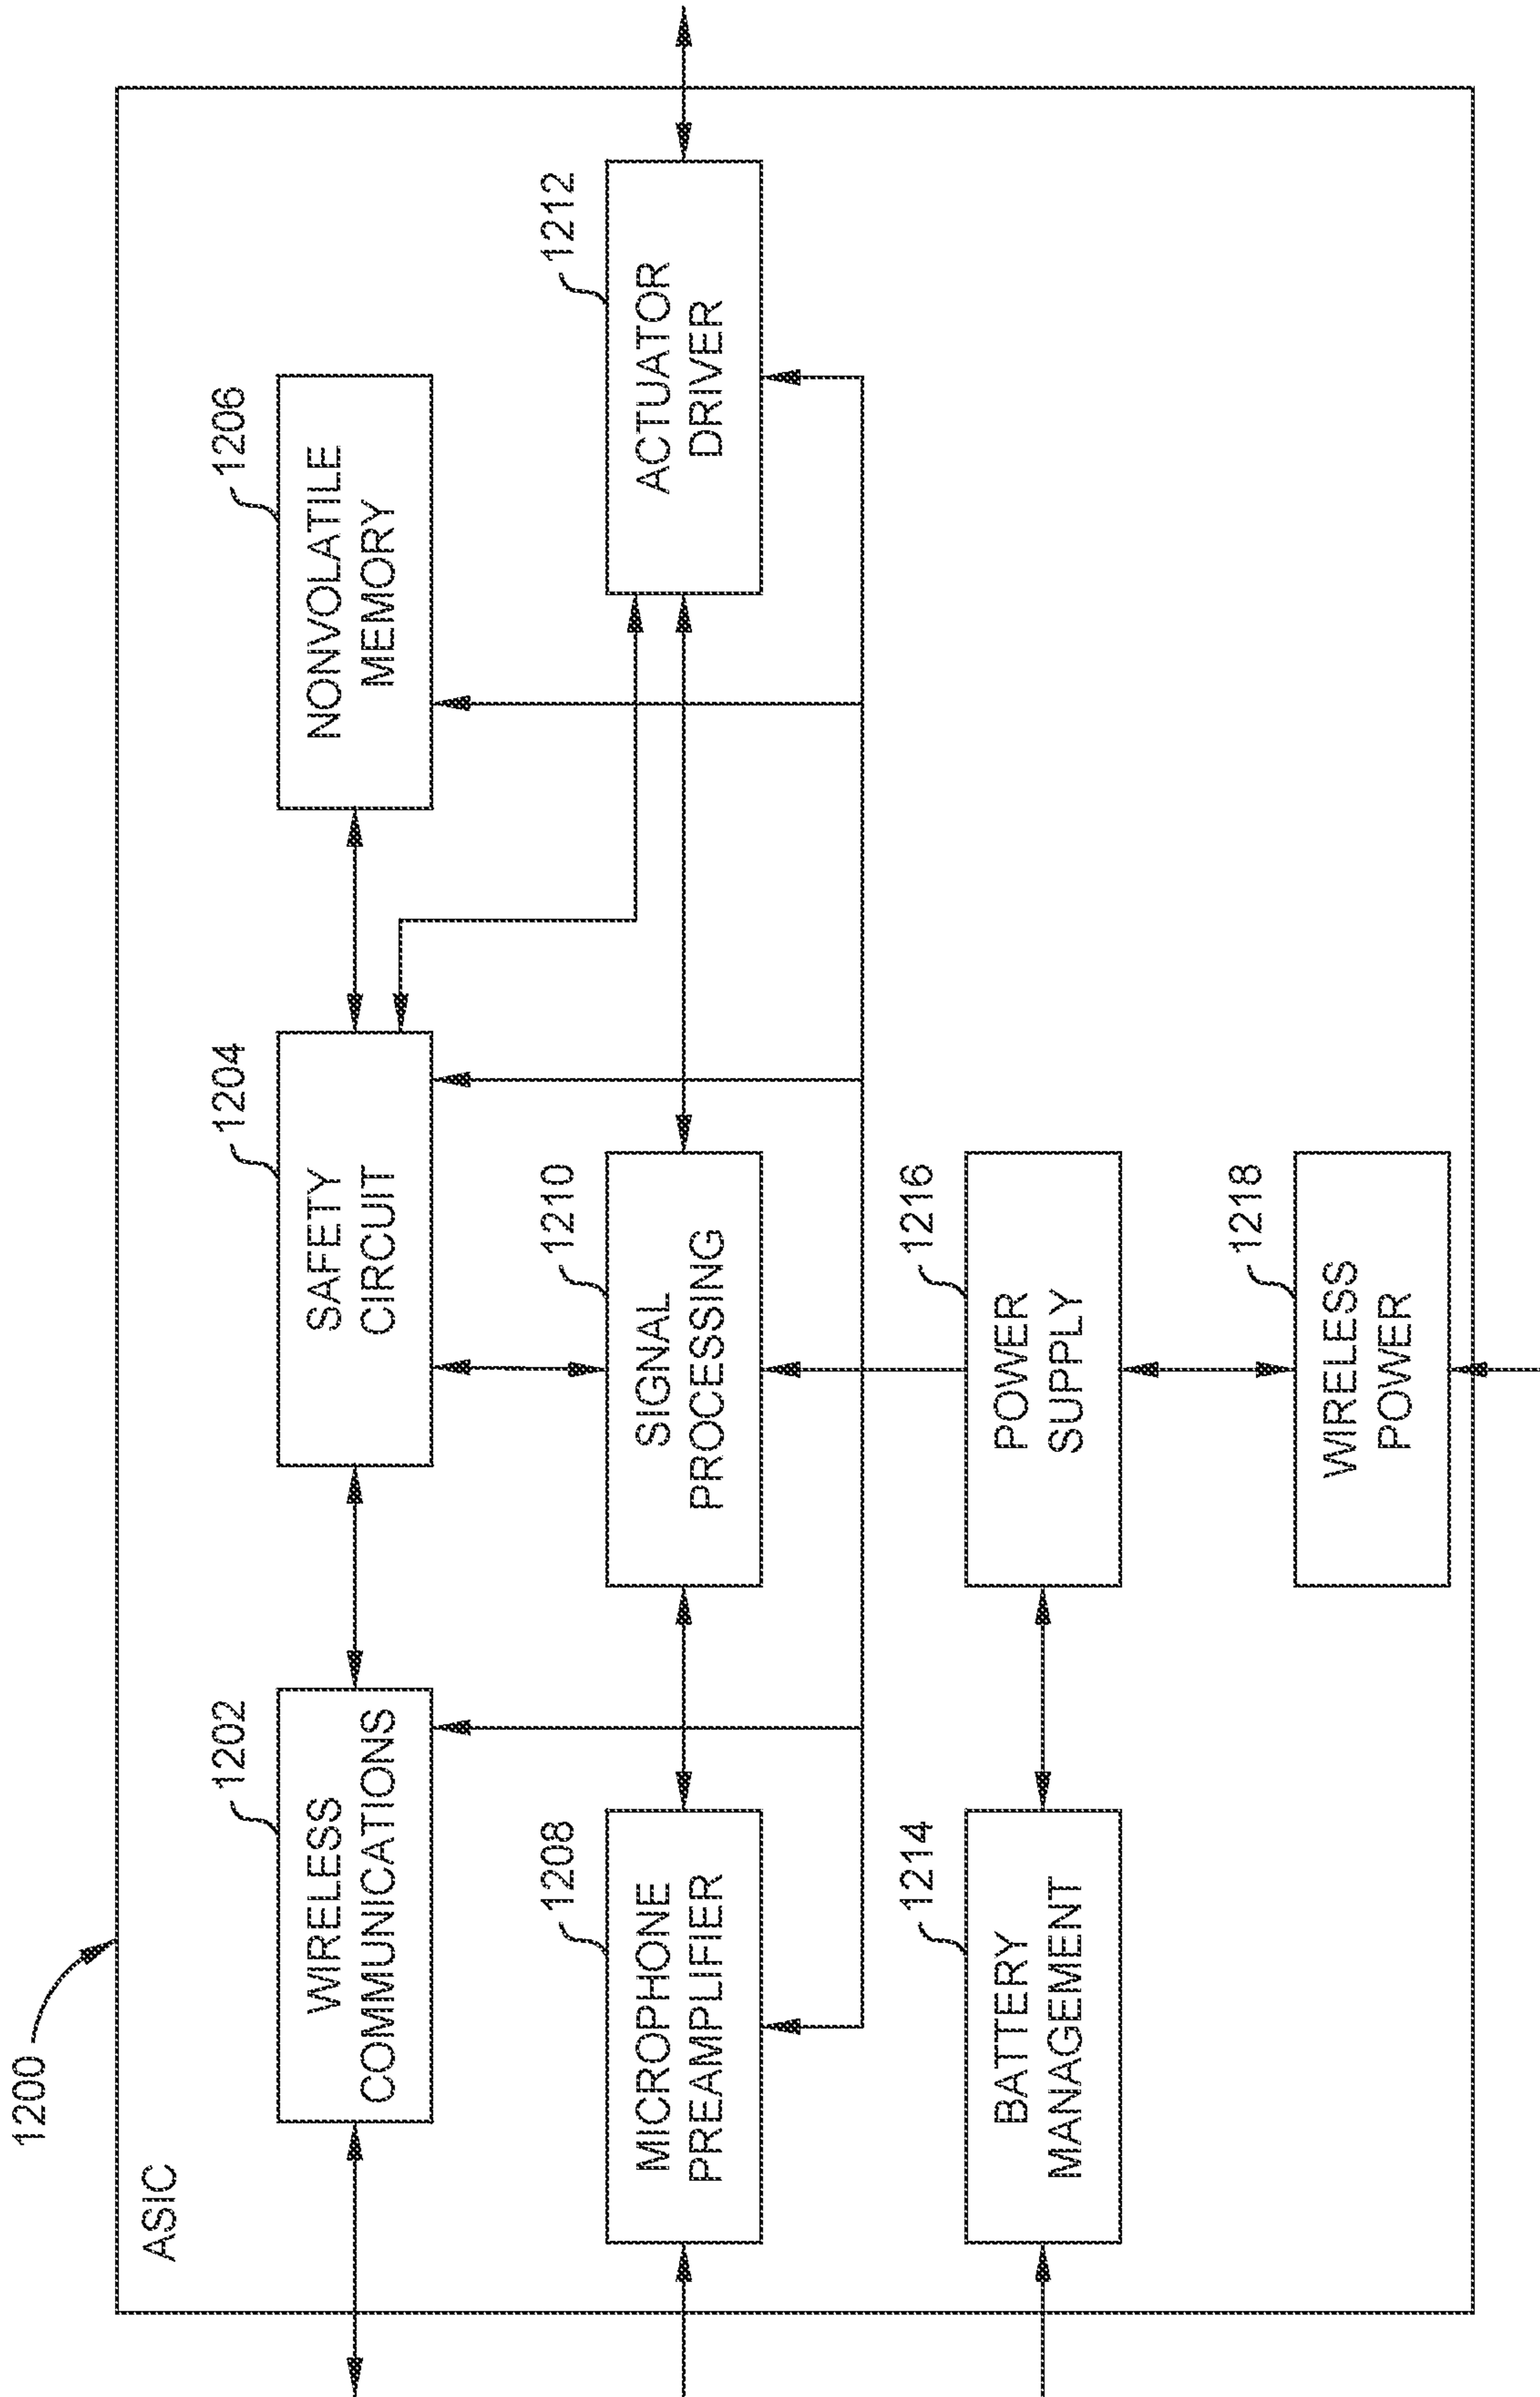 1200
ASIC
1202
WIRELESS
COMMUNICATIONS
1204
SAFETY
CIRCUIT
1206
NONVOLATILE
MEMORY
1208
MICROPHONE
PREAMPLIFIER
1210
SIGNAL
PROCESSING
1212
ACTUATOR
DRIVER
1214
BATTERY
MANAGEMENT
1216
POWER
SUPPLY
1218
WIRELESS
POWER